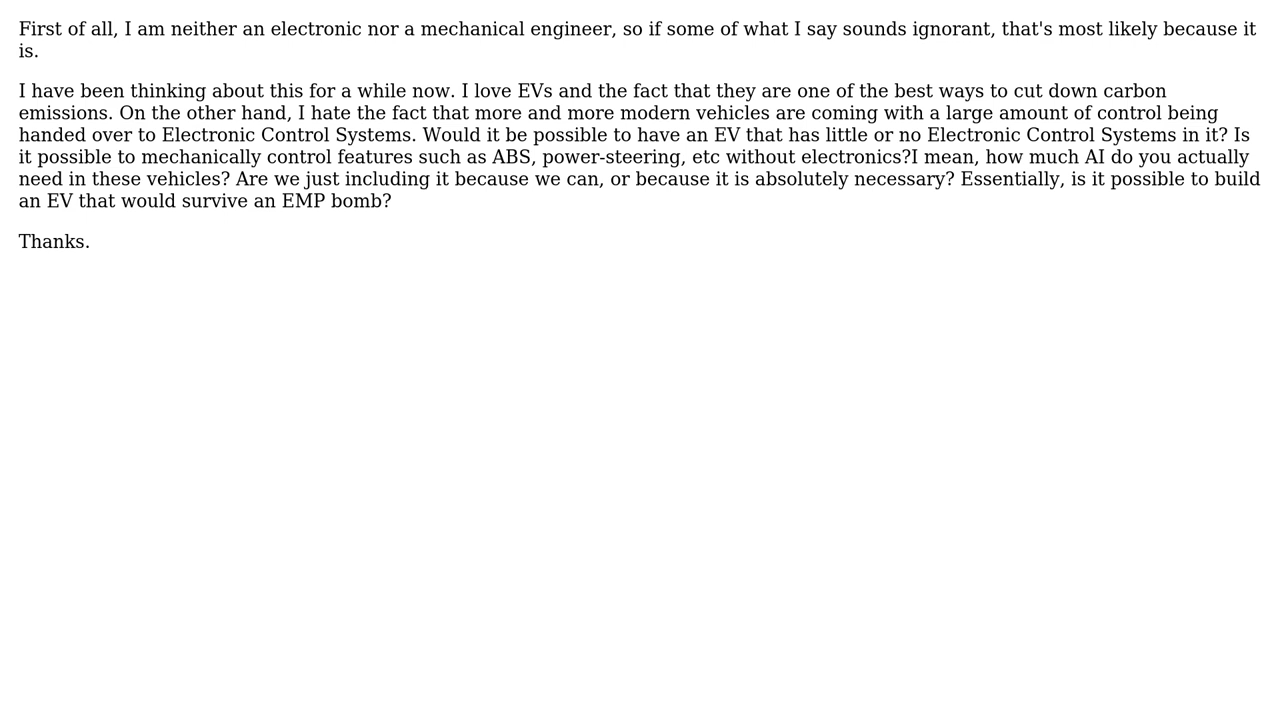 First of all, I am neither an electronic nor a mechanical engineer, so if some of what I say sounds ignorant, that's most likely because it
is.
I have been thinking about this for a while now. I love EVs and the fact that they are one of the best ways to cut down carbon
emissions. On the other hand, I hate the fact that more and more modern vehicles are coming with a large amount of control being
handed over to Electronic Control Systems. Would it be possible to have an EV that has little or no Electronic Control Systems in it? Is
it possible to mechanically control features such as ABS, power-steering, etc without electronics?I mean, how much AI do you actually
need in these vehicles? Are we just including it because we can, or because it is absolutely necessary? Essentially, is it possible to build
an EV that would survive an EMP bomb?
Thanks.